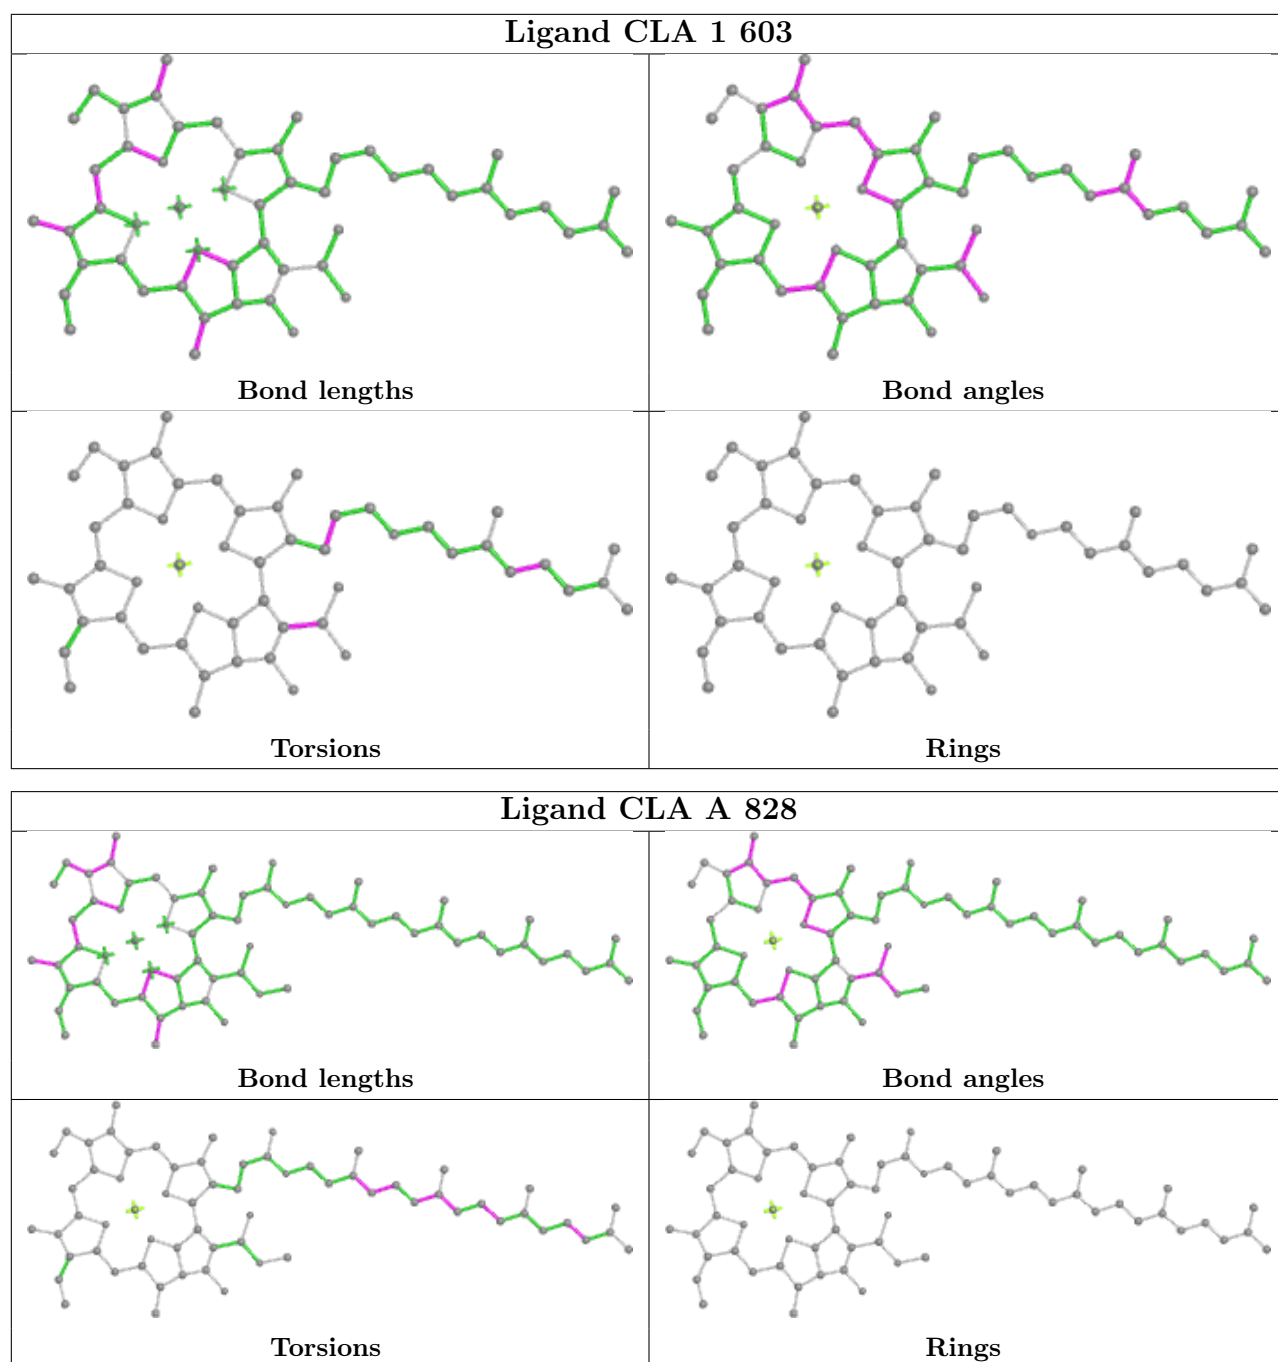 Ligand CLA 1 603
Bond lengths
Bond angles
Torsions
Rings
Ligand CLA A 828
Bond lengths
Bond angles
Torsions
Rings